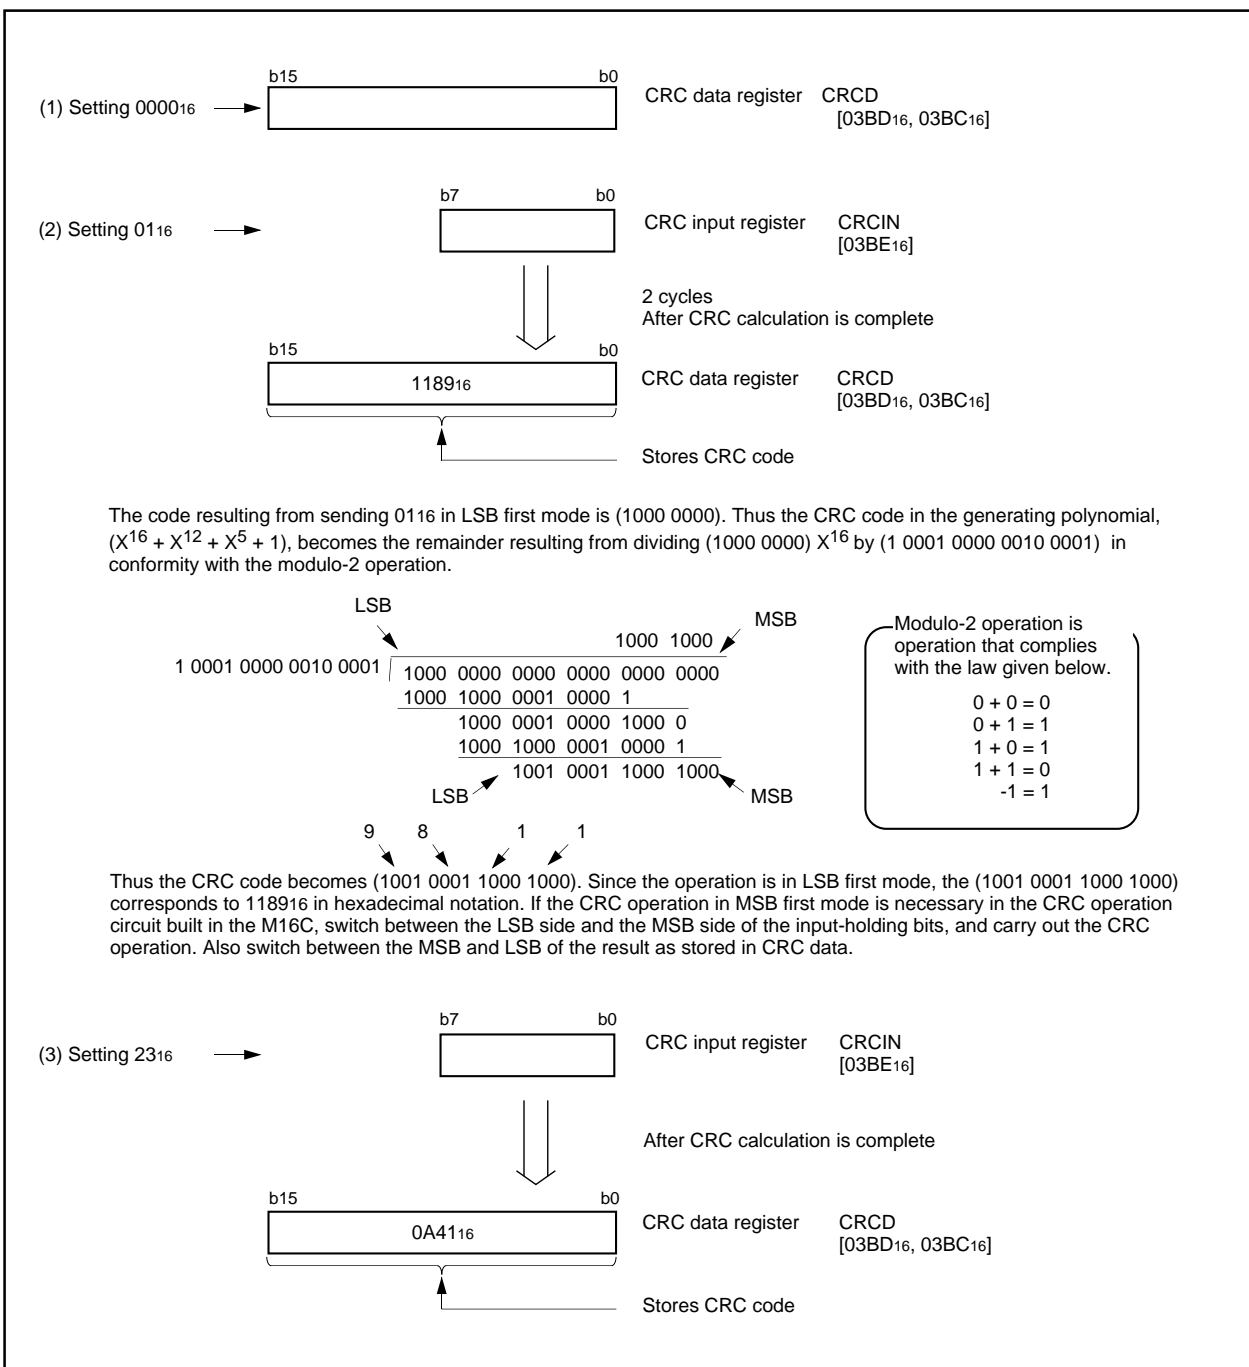 b15 b0
(1) Setting 0000₁₆ CRC data register CRCD
[03BD₁₆, 03BC₁₆]
b7 b0
(2) Setting 01₁₆ CRC input register CRCIN
[03BE₁₆]
2 cycles
After CRC calculation is complete
b15 b0
1189₁₆ CRC data register CRCD
[03BD₁₆, 03BC₁₆]
Stores CRC code
The code resulting from sending 01₁₆ in LSB first mode is (1000 0000). Thus the CRC code in the generating polynomial,
(X¹⁶ + X¹² + X⁵ + 1), becomes the remainder resulting from dividing (1000 0000) X¹⁶ by (1 0001 0000 0010 0001) in
conformity with the modulo-2 operation.
LSB MSB
1000 1000
1 0001 0000 0010 0001 1000 0000 0000 0000 0000 0000
1000 1000 0001 0000 1
1000 0001 0000 1000 0
1000 1000 0001 0000 1
1001 0001 1000 1000
LSB MSB
Modulo-2 operation is
operation that complies
with the law given below.
0 + 0 = 0
0 + 1 = 1
1 + 0 = 1
1 + 1 = 0
-1 = 1
9 8 1 1
Thus the CRC code becomes (1001 0001 1000 1000). Since the operation is in LSB first mode, the (1001 0001 1000 1000)
corresponds to 1189₁₆ in hexadecimal notation. If the CRC operation in MSB first mode is necessary in the CRC operation
circuit built in the M16C, switch between the LSB side and the MSB side of the input-holding bits, and carry out the CRC
operation. Also switch between the MSB and LSB of the result as stored in CRC data.
b7 b0
(3) Setting 23₁₆ CRC input register CRCIN
[03BE₁₆]
After CRC calculation is complete
b15 b0
0A41₁₆ CRC data register CRCD
[03BD₁₆, 03BC₁₆]
Stores CRC code